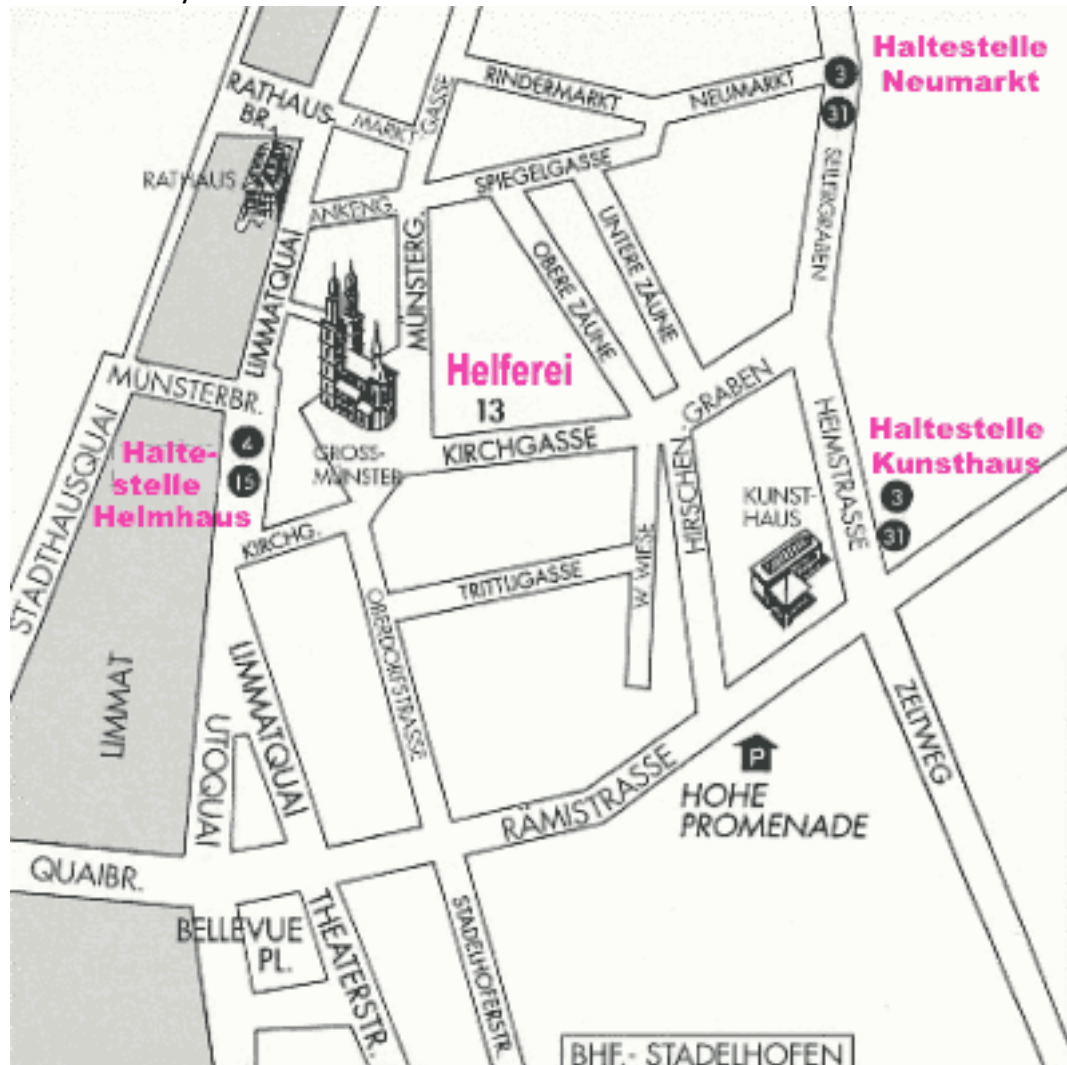 Haltestelle
Neumarkt
3
31
RINDERMARKT
NEUMARKT
RATHAUS-
BR.
MARKT-
GASSE
RATHAUS
SPIEGELGASSE
ANKENG.
MÜNSTERG.
LIMMATQUAI
OBERE ZÄUNE
UNTERE ZÄUNE
SEILERGRABEN
MÜNSTERBR.
Helferei
13
KIRCHGASSE
HIRSCHEN-GRABEN
HEIMSTRASSE
Haltestelle
Kunsthaus
3
31
STADTHAUSQUAI
4
15
Halte-
stelle
Helmhaus
GROSS-
MÜNSTER
KUNST-
HAUS
KIRCHG.
TRITTLIGASSE
W. WIESE
HIRSCHEN
OBERDORFSTRASSE
LIMMAT
LIMMATQUAI
UTOQUAI
ZELTWEG
P
HOHE
PROMENADE
RÄMISTRASSE
QUAIBR.
BELLEVUE
PL.
THEATERSTR.
STADELHOFERSTR.
BHF.- STADELHOFEN